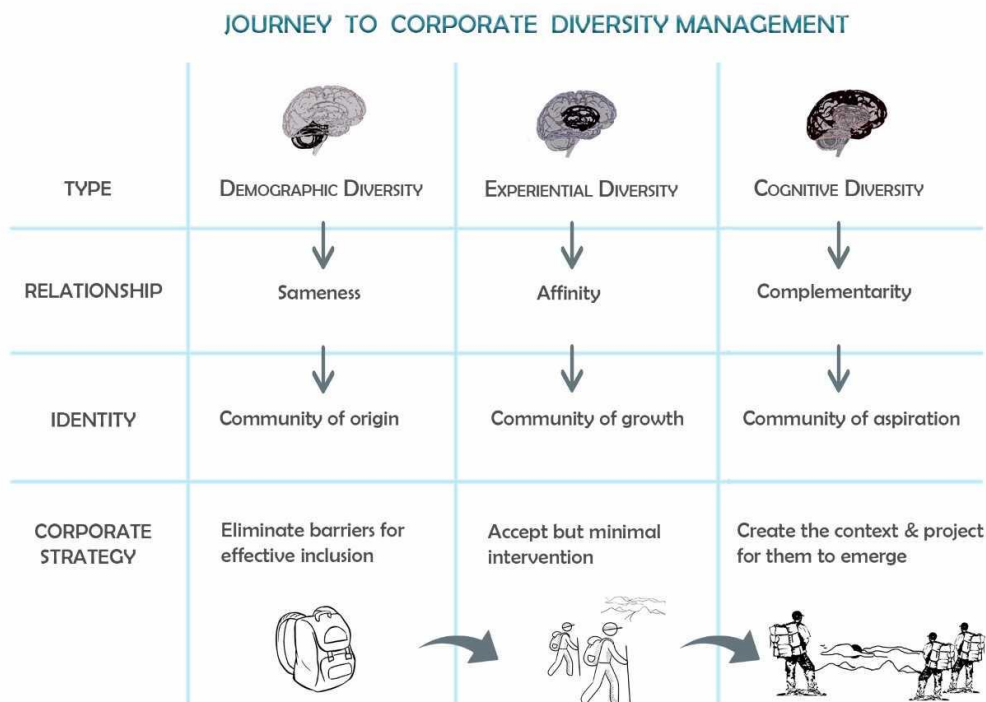 JOURNEY TO CORPORATE DIVERSITY MANAGEMENT
TYPE
DEMOGRAPHIC DIVERSITY
EXPERIENTIAL DIVERSITY
COGNITIVE DIVERSITY
RELATIONSHIP
Sameness
Affinity
Complementarity
IDENTITY
Community of origin
Community of growth
Community of aspiration
CORPORATE
STRATEGY
Eliminate barriers for
effective inclusion
Accept but minimal
intervention
Create the context & project
for them to emerge